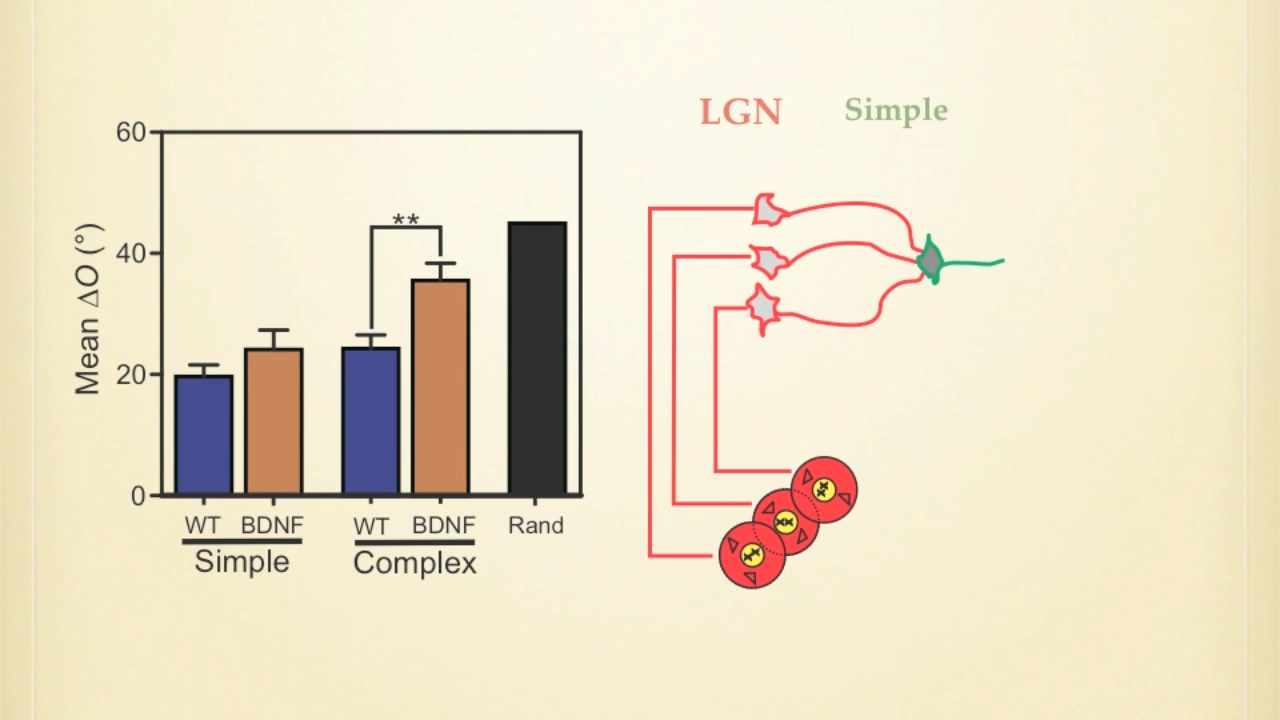 LGN
Simple
60
40
20
0
Mean ΔO (°)
**
WT BDNF
WT BDNF
Rand
Simple
Complex